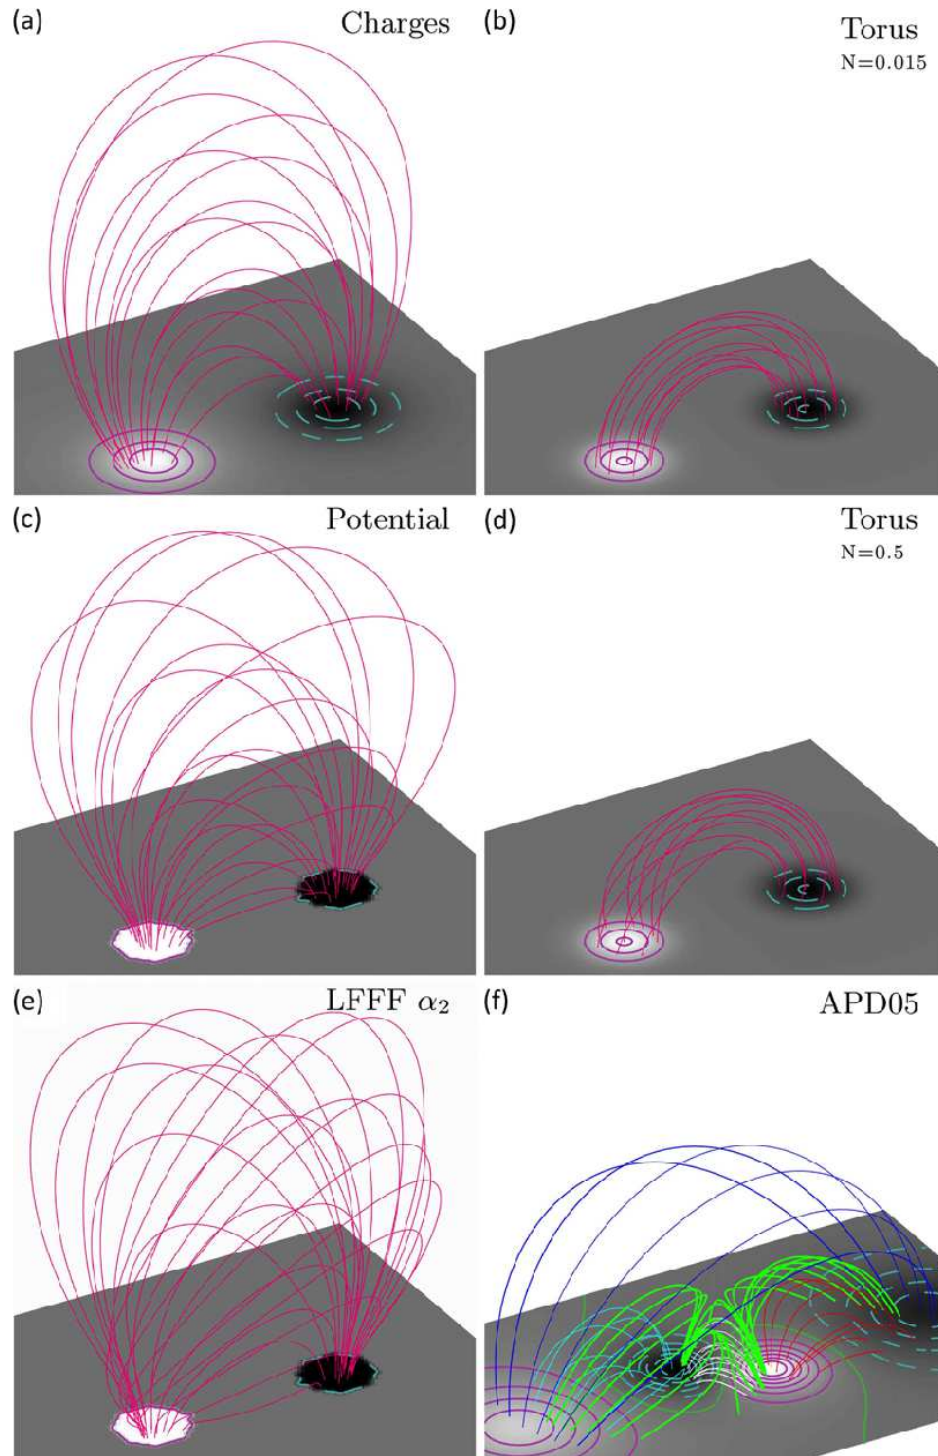 (a) Charges
(b) Torus
N=0.015
(c) Potential
(d) Torus
N=0.5
(e) LFFF α₂
(f) APD05